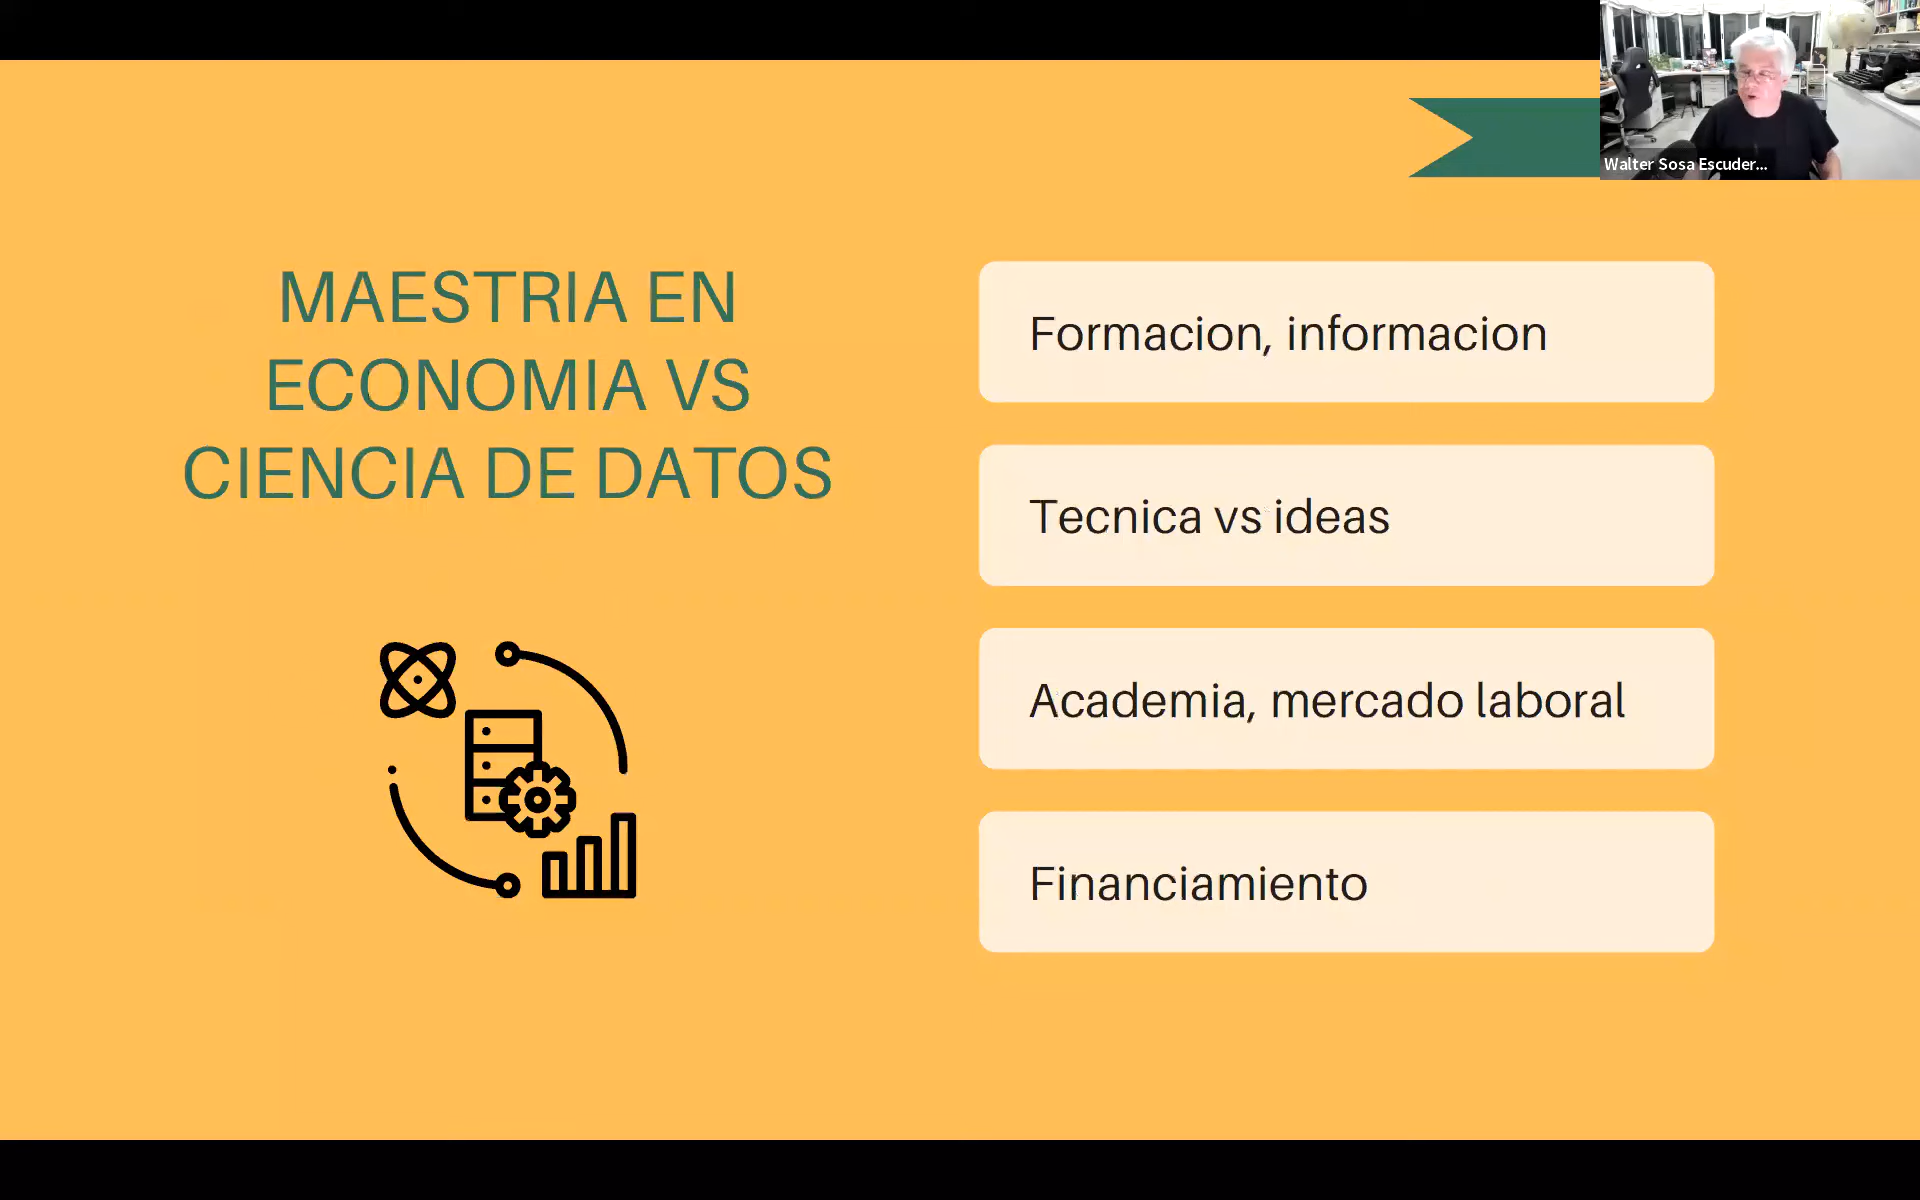 Walter Sosa Escuder...
MAESTRIA EN
ECONOMIA VS
CIENCIA DE DATOS
Formacion, informacion
Tecnica vs ideas
Academia, mercado laboral
Financiamiento